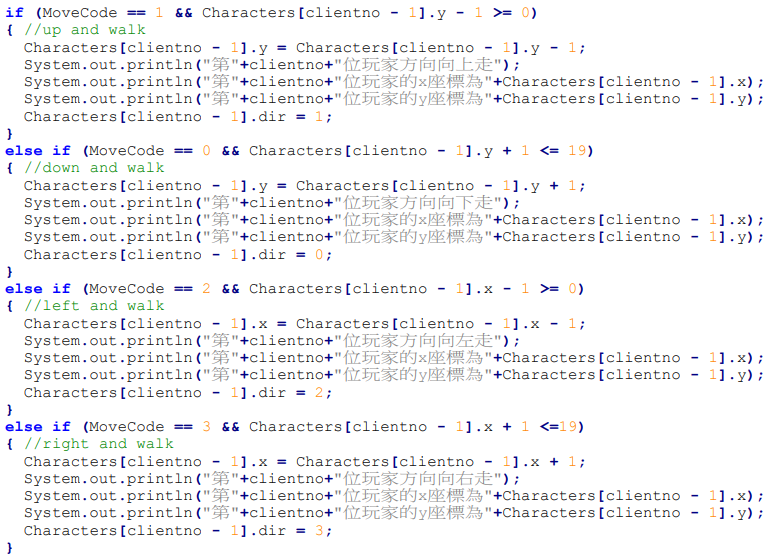 if (MoveCode == 1 && Characters[clientno - 1].y - 1 >= 0)
{ //up and walk
  Characters[clientno - 1].y = Characters[clientno - 1].y - 1;
  System.out.println("第"+clientno+"位玩家方向向上走");
  System.out.println("第"+clientno+"位玩家的x座標為"+Characters[clientno - 1].x);
  System.out.println("第"+clientno+"位玩家的y座標為"+Characters[clientno - 1].y);
  Characters[clientno - 1].dir = 1;
}
else if (MoveCode == 0 && Characters[clientno - 1].y + 1 <= 19)
{ //down and walk
  Characters[clientno - 1].y = Characters[clientno - 1].y + 1;
  System.out.println("第"+clientno+"位玩家方向向下走");
  System.out.println("第"+clientno+"位玩家的x座標為"+Characters[clientno - 1].x);
  System.out.println("第"+clientno+"位玩家的y座標為"+Characters[clientno - 1].y);
  Characters[clientno - 1].dir = 0;
}
else if (MoveCode == 2 && Characters[clientno - 1].x - 1 >= 0)
{ //left and walk
  Characters[clientno - 1].x = Characters[clientno - 1].x - 1;
  System.out.println("第"+clientno+"位玩家方向向左走");
  System.out.println("第"+clientno+"位玩家的x座標為"+Characters[clientno - 1].x);
  System.out.println("第"+clientno+"位玩家的y座標為"+Characters[clientno - 1].y);
  Characters[clientno - 1].dir = 2;
}
else if (MoveCode == 3 && Characters[clientno - 1].x + 1 <=19)
{ //right and walk
  Characters[clientno - 1].x = Characters[clientno - 1].x + 1;
  System.out.println("第"+clientno+"位玩家方向向右走");
  System.out.println("第"+clientno+"位玩家的x座標為"+Characters[clientno - 1].x);
  System.out.println("第"+clientno+"位玩家的y座標為"+Characters[clientno - 1].y);
  Characters[clientno - 1].dir = 3;
}